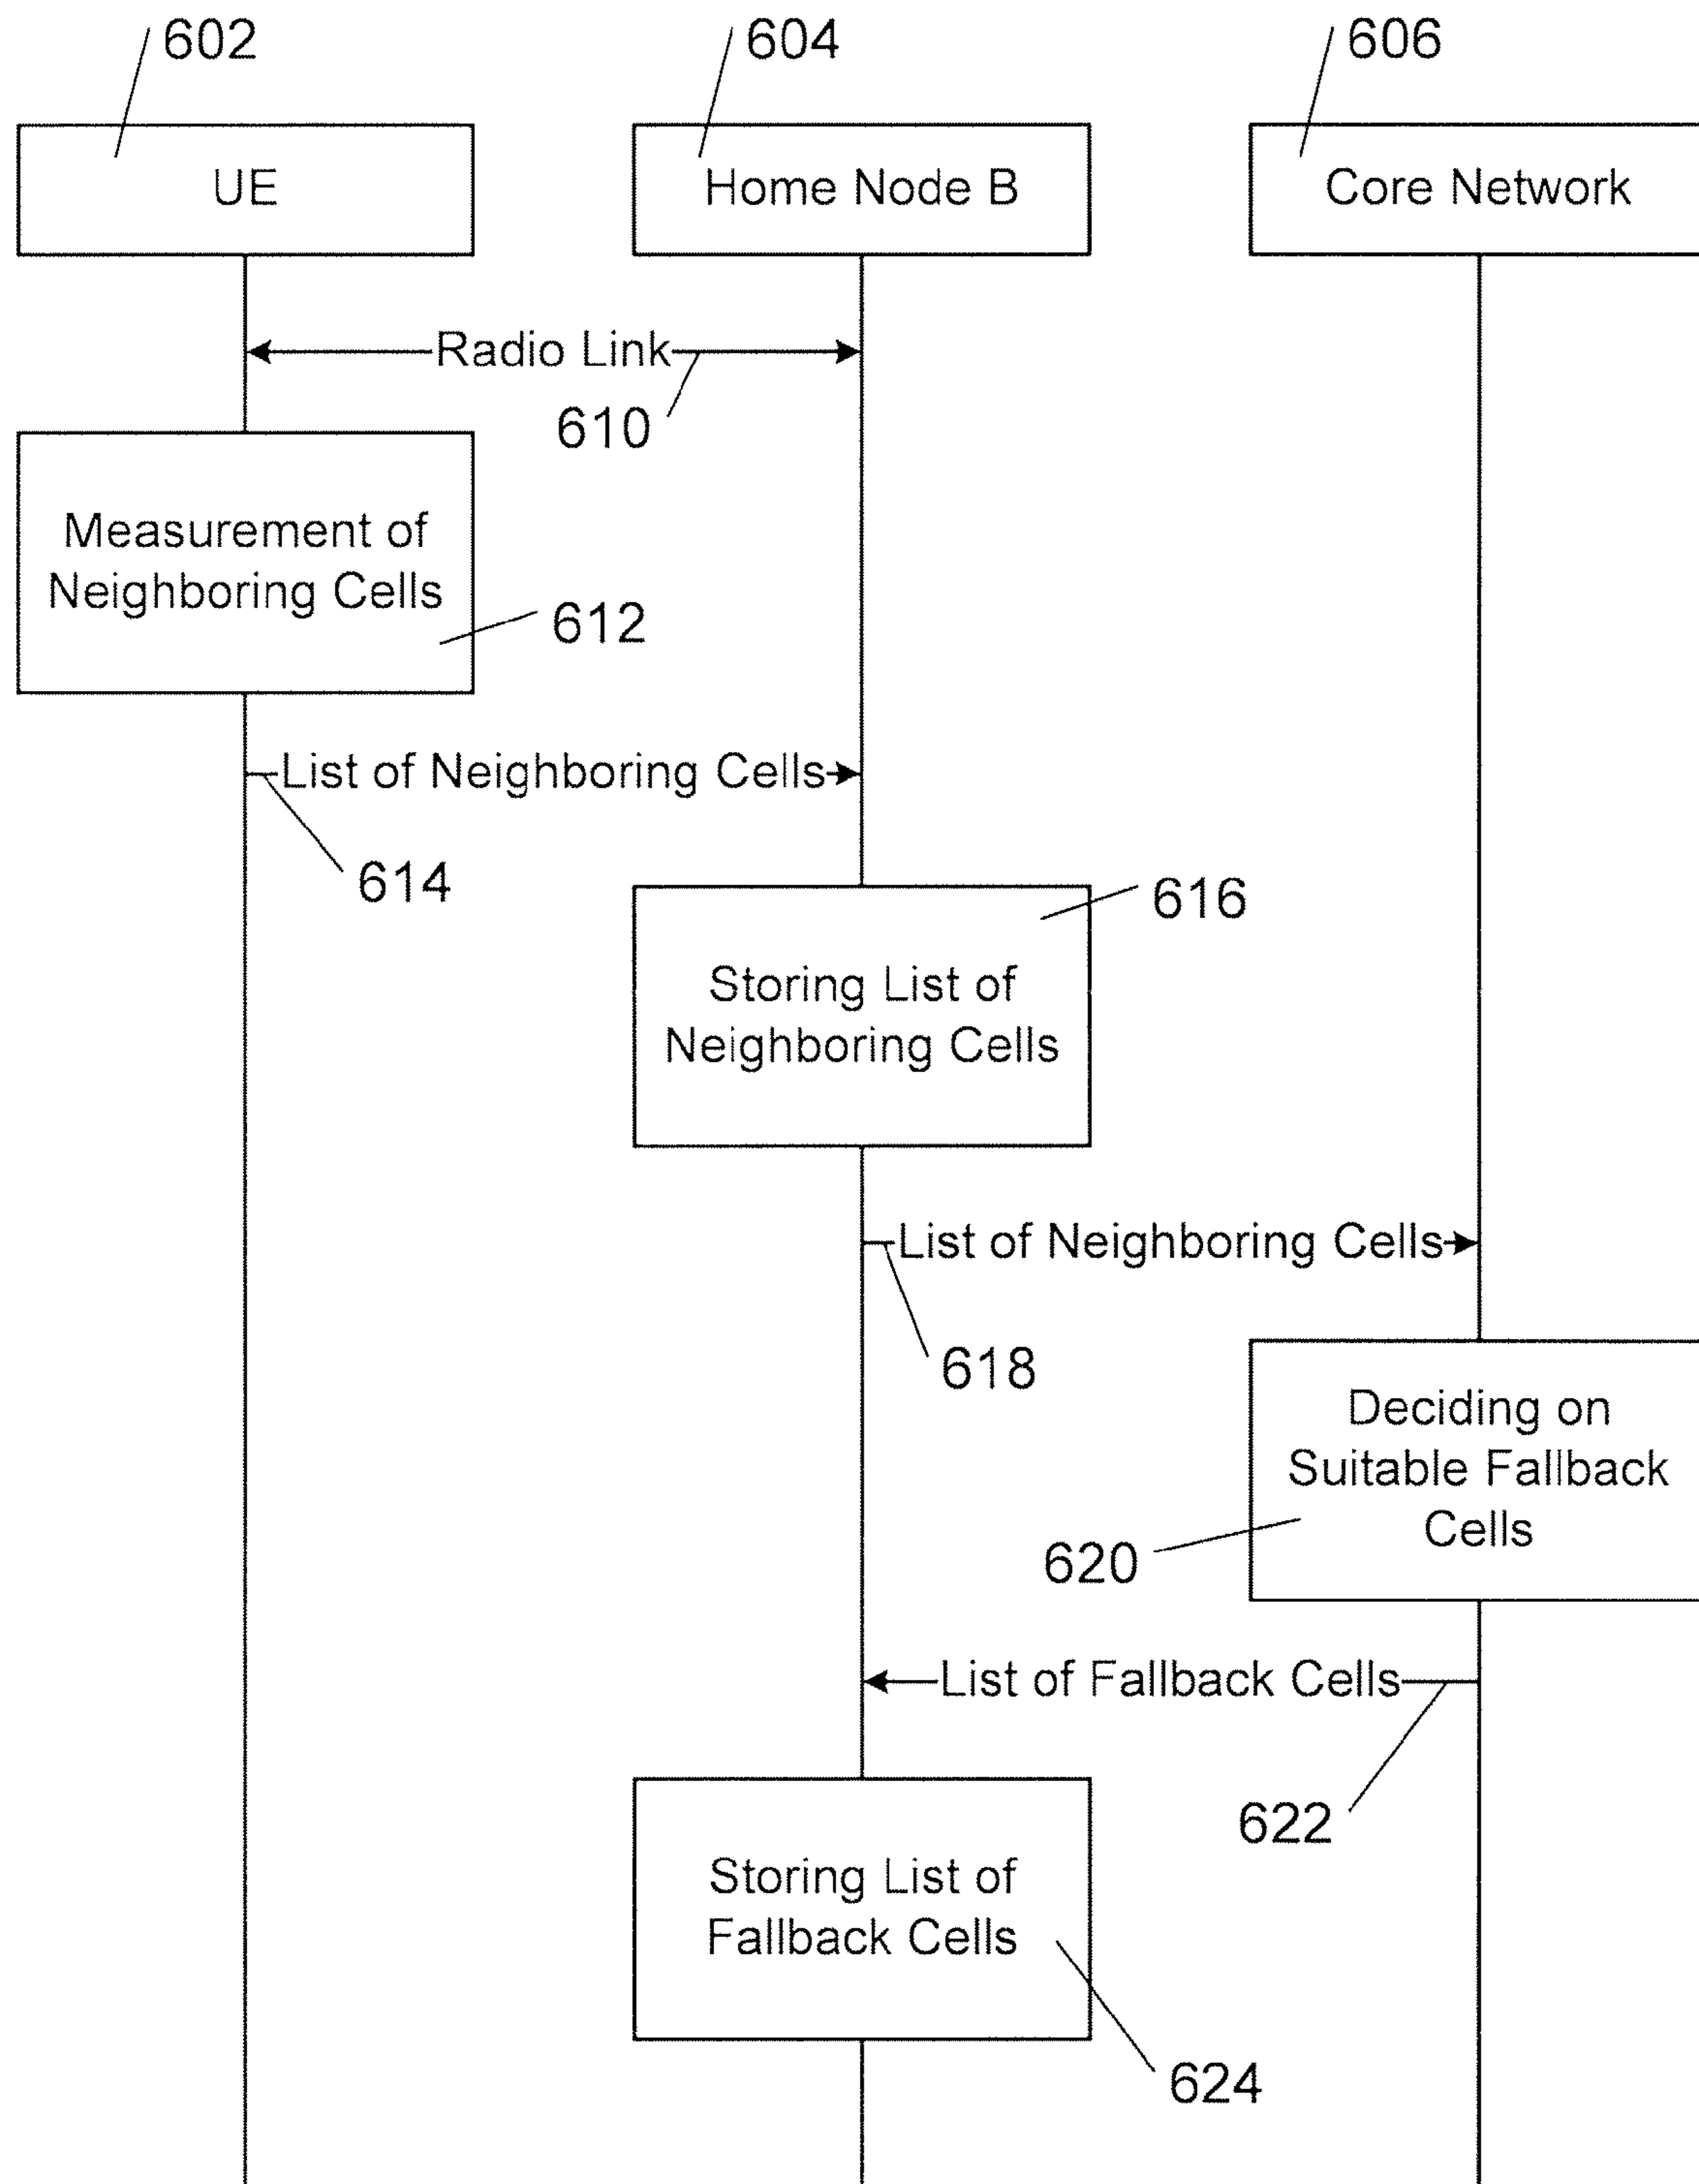 602
604
606
UE
Home Node B
Core Network
Radio Link
610
Measurement of
Neighboring Cells
612
List of Neighboring Cells
614
616
Storing List of
Neighboring Cells
List of Neighboring Cells
618
Deciding on
Suitable Fallback
Cells
620
List of Fallback Cells
622
Storing List of
Fallback Cells
624